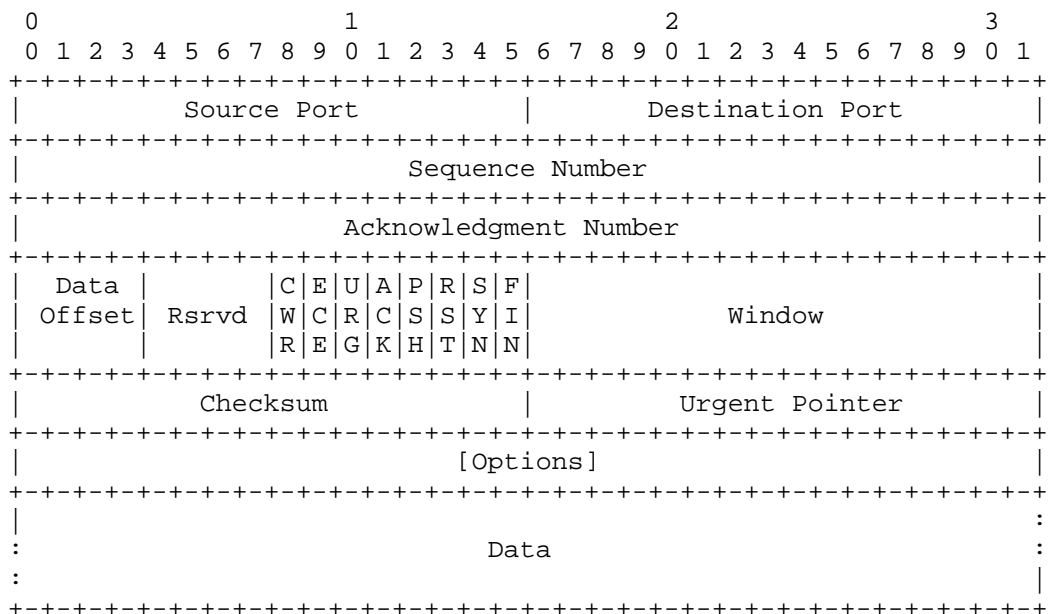 0                   1                   2                   3
 0 1 2 3 4 5 6 7 8 9 0 1 2 3 4 5 6 7 8 9 0 1 2 3 4 5 6 7 8 9 0 1
+-+-+-+-+-+-+-+-+-+-+-+-+-+-+-+-+-+-+-+-+-+-+-+-+-+-+-+-+-+-+-+-+
|          Source Port          |       Destination Port        |
+-+-+-+-+-+-+-+-+-+-+-+-+-+-+-+-+-+-+-+-+-+-+-+-+-+-+-+-+-+-+-+-+
|                        Sequence Number                        |
+-+-+-+-+-+-+-+-+-+-+-+-+-+-+-+-+-+-+-+-+-+-+-+-+-+-+-+-+-+-+-+-+
|                    Acknowledgment Number                      |
+-+-+-+-+-+-+-+-+-+-+-+-+-+-+-+-+-+-+-+-+-+-+-+-+-+-+-+-+-+-+-+-+
|  Data |       |C|E|U|A|P|R|S|F|                               |
| Offset| Rsrvd |W|C|R|C|S|S|Y|I|            Window             |
|       |       |R|E|G|K|H|T|N|N|                               |
+-+-+-+-+-+-+-+-+-+-+-+-+-+-+-+-+-+-+-+-+-+-+-+-+-+-+-+-+-+-+-+-+
|           Checksum            |         Urgent Pointer        |
+-+-+-+-+-+-+-+-+-+-+-+-+-+-+-+-+-+-+-+-+-+-+-+-+-+-+-+-+-+-+-+-+
|                           [Options]                           |
+-+-+-+-+-+-+-+-+-+-+-+-+-+-+-+-+-+-+-+-+-+-+-+-+-+-+-+-+-+-+-+-+
|                                                               :
:                             Data                              :
:                                                               |
+-+-+-+-+-+-+-+-+-+-+-+-+-+-+-+-+-+-+-+-+-+-+-+-+-+-+-+-+-+-+-+-+